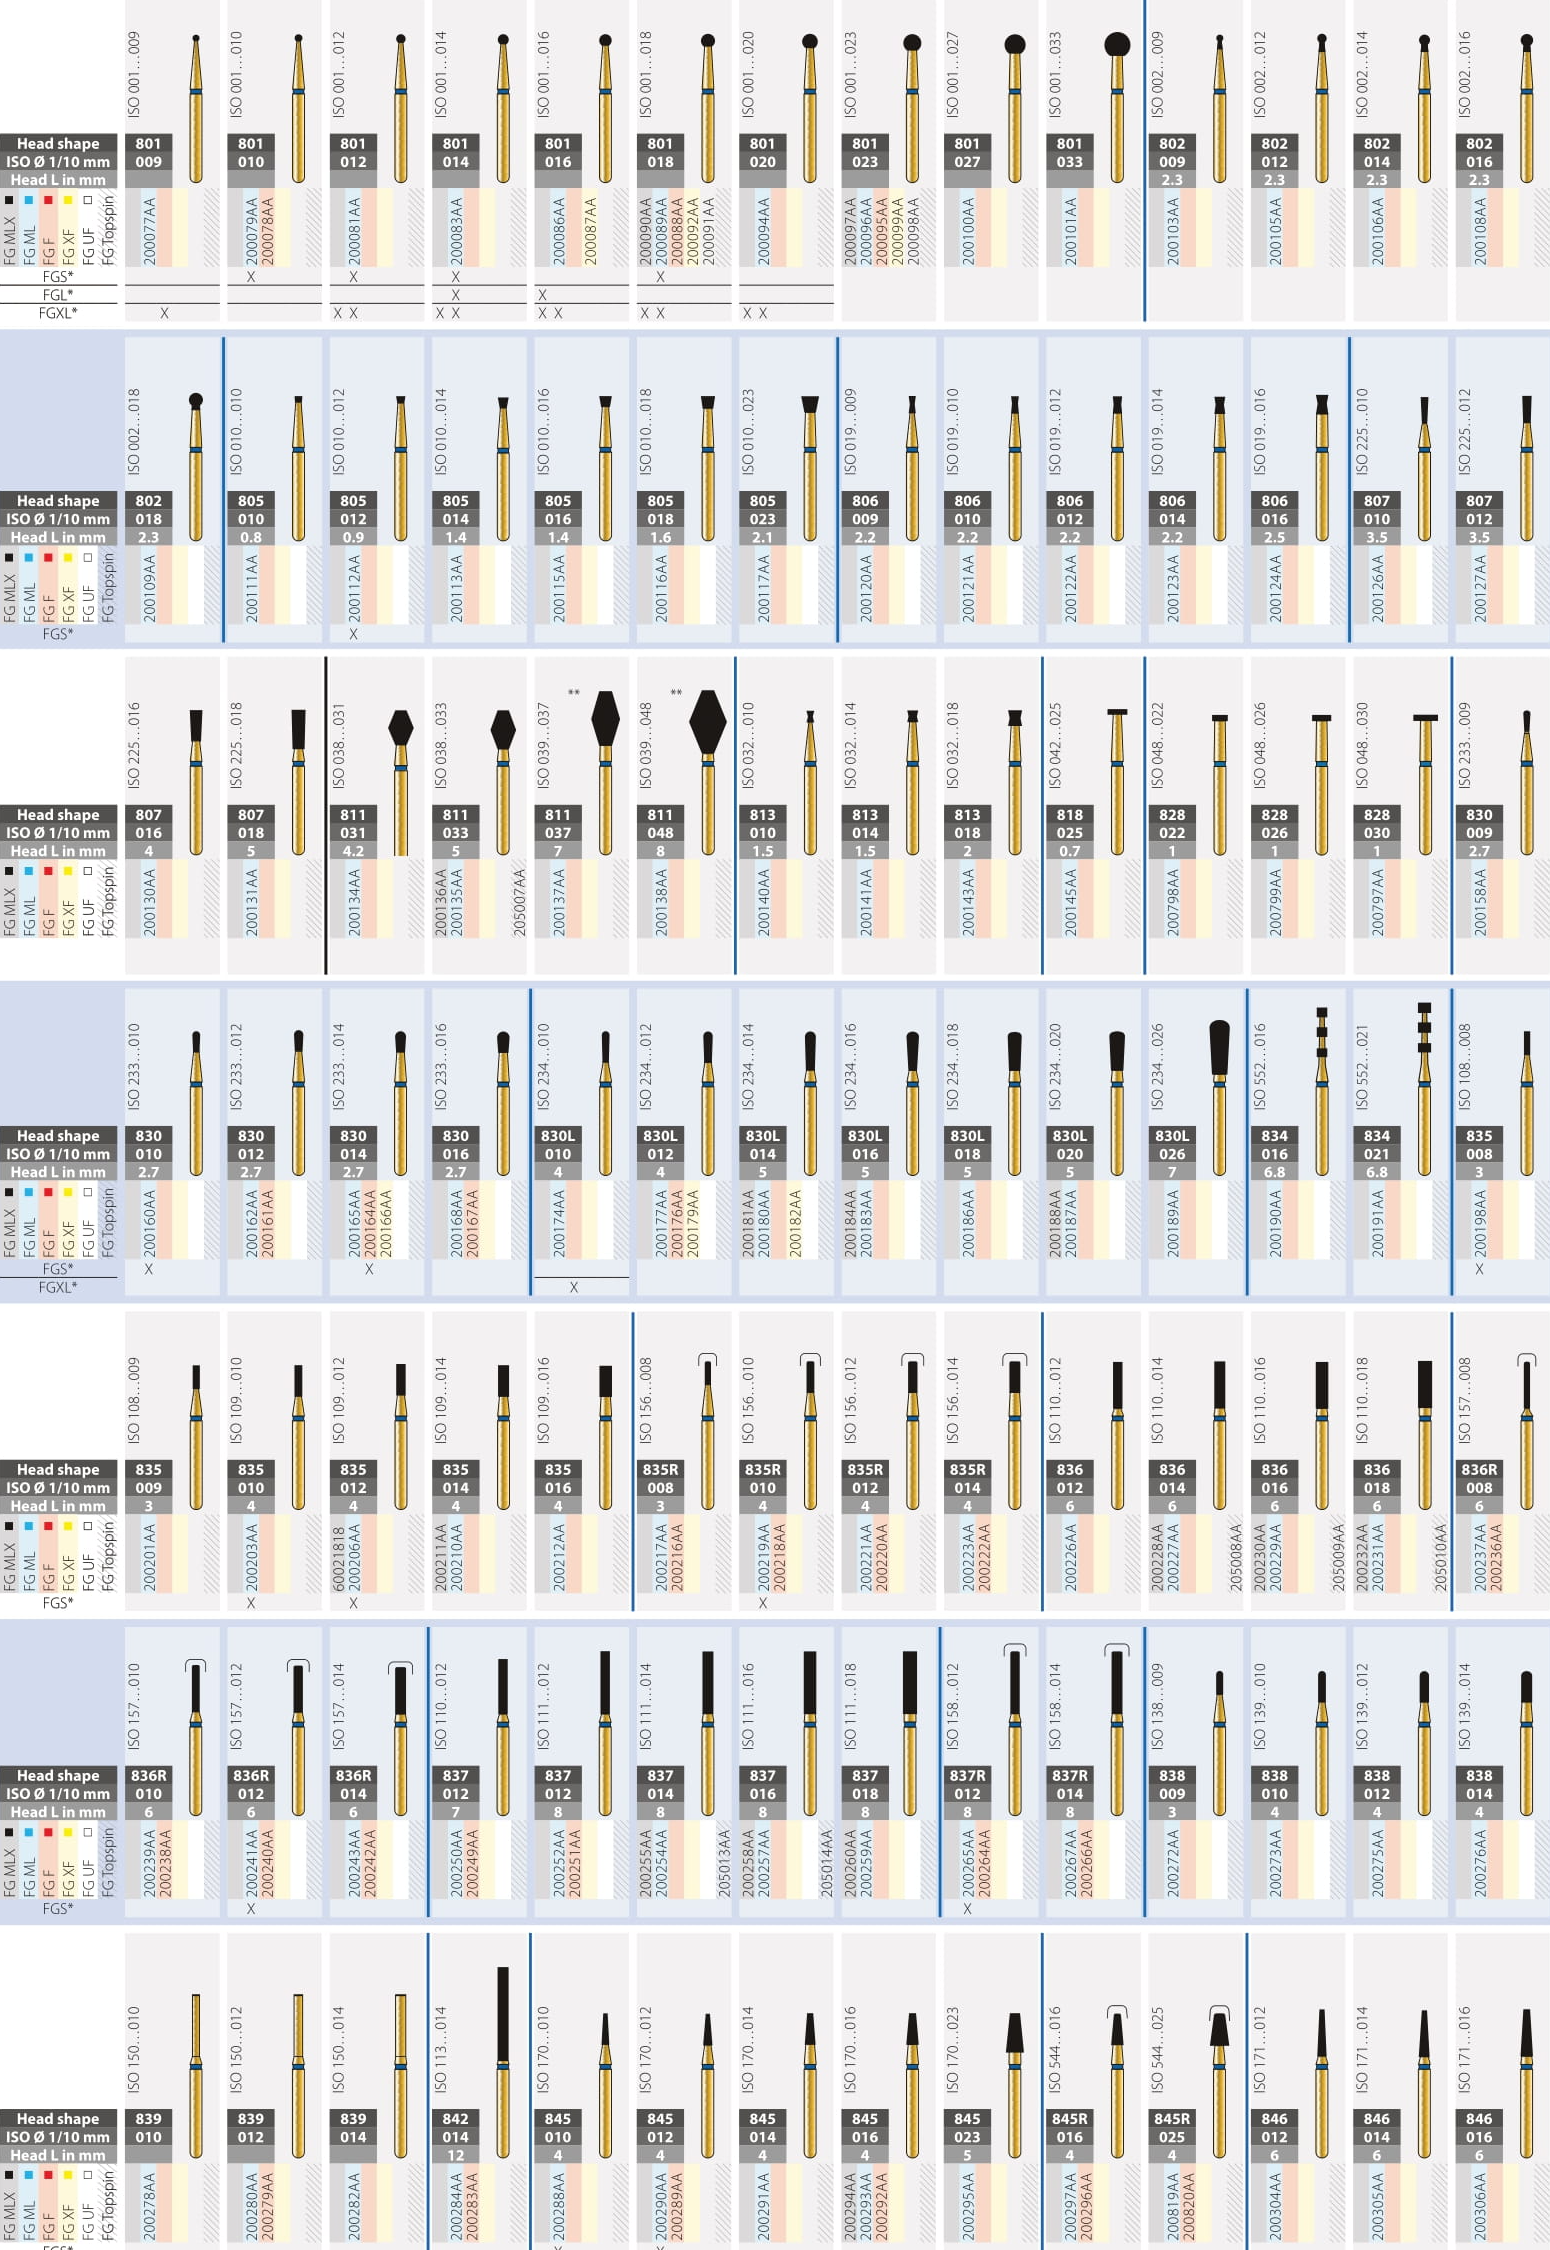 ISO 001...009 ISO 001...010 ISO 001...012 ISO 001...014 ISO 001...016 ISO 001...018 ISO 001...020 ISO 001...023 ISO 001...027 ISO 001...033 ISO 002...009 ISO 002...012 ISO 002...014 ISO 002...016
Head shape 801 801 801 801 801 801 801 801 801 801 802 802 802 802
ISO Ø 1/10 mm 009 010 012 014 016 018 020 023 027 033 009 012 014 016
Head L in mm 2.3 2.3 2.3 2.3
FG MLX FG ML FG F FG XF FG UF FG Topspin
200077AA 200079AA 200078AA 200081AA 200083AA 200086AA 200087AA 200090AA 200089AA 200088AA 200092AA 200091AA 200094AA 200097AA 200096AA 200095AA 200099AA 200098AA 200100AA 200101AA 200103AA 200105AA 200106AA 200108AA
FGS* X X X X
FGL* X X
FGXL* X X X X X X X X X X X
ISO 002...018 ISO 010...010 ISO 010...012 ISO 010...014 ISO 010...016 ISO 010...018 ISO 010...023 ISO 019...009 ISO 019...010 ISO 019...012 ISO 019...014 ISO 019...016 ISO 225...010 ISO 225...012
Head shape 802 805 805 805 805 805 805 806 806 806 806 806 807 807
ISO Ø 1/10 mm 018 010 012 014 016 018 023 009 010 012 014 016 010 012
Head L in mm 2.3 0.8 0.9 1.4 1.4 1.6 2.1 2.2 2.2 2.2 2.2 2.5 3.5 3.5
FG MLX FG ML FG F FG XF FG UF FG Topspin
200109AA 200111AA 200112AA 200113AA 200115AA 200116AA 200117AA 200120AA 200121AA 200122AA 200123AA 200124AA 200126AA 200127AA
FGS* X
ISO 225...016 ISO 225...018 ISO 038...031 ISO 038...033 ISO 039...037 ** ISO 039...048 ** ISO 032...010 ISO 032...014 ISO 032...018 ISO 042...025 ISO 048...022 ISO 048...026 ISO 048...030 ISO 233...009
Head shape 807 807 811 811 811 811 813 813 813 818 828 828 828 830
ISO Ø 1/10 mm 016 018 031 033 037 048 010 014 018 025 022 026 030 009
Head L in mm 4 5 4.2 5 7 8 1.5 1.5 2 0.7 1 1 1 2.7
FG MLX FG ML FG F FG XF FG UF FG Topspin
200130AA 200131AA 200134AA 200136AA 200135AA 205007AA 200137AA 200138AA 200140AA 200141AA 200143AA 200145AA 200798AA 200799AA 200797AA 200158AA
ISO 233...010 ISO 233...012 ISO 233...014 ISO 233...016 ISO 234...010 ISO 234...012 ISO 234...014 ISO 234...016 ISO 234...018 ISO 234...020 ISO 234...026 ISO 552...016 ISO 552...021 ISO 108...008
Head shape 830 830 830 830 830L 830L 830L 830L 830L 830L 830L 834 834 835
ISO Ø 1/10 mm 010 012 014 016 010 012 014 016 018 020 026 016 021 008
Head L in mm 2.7 2.7 2.7 2.7 4 4 5 5 5 5 7 6.8 6.8 3
FG MLX FG ML FG F FG XF FG UF FG Topspin
200160AA 200162AA 200161AA 200165AA 200164AA 200166AA 200168AA 200167AA 200174AA 200177AA 200176AA 200179AA 200181AA 200180AA 200182AA 200184AA 200183AA 200186AA 200188AA 200187AA 200189AA 200190AA 200191AA 200198AA
FGS* X X X
FGXL* X
ISO 108...009 ISO 109...010 ISO 109...012 ISO 109...014 ISO 109...016 ISO 156...008 ISO 156...010 ISO 156...012 ISO 156...014 ISO 110...012 ISO 110...014 ISO 110...016 ISO 110...018 ISO 157...008
Head shape 835 835 835 835 835 835R 835R 835R 835R 836 836 836 836 836R
ISO Ø 1/10 mm 009 010 012 014 016 008 010 012 014 012 014 016 018 008
Head L in mm 3 4 4 4 4 3 4 4 4 6 6 6 6 6
FG MLX FG ML FG F FG XF FG UF FG Topspin
200201AA 200203AA 60021818 200206AA 200211AA 200210AA 200212AA 200217AA 200216AA 200219AA 200218AA 200221AA 200220AA 200223AA 200222AA 200226AA 200228AA 200227AA 205008AA 200230AA 200229AA 205009AA 200232AA 200231AA 205010AA 200237AA 200236AA
FGS* X X X
ISO 157...010 ISO 157...012 ISO 157...014 ISO 110...012 ISO 111...012 ISO 111...014 ISO 111...016 ISO 111...018 ISO 158...012 ISO 158...014 ISO 138...009 ISO 139...010 ISO 139...012 ISO 139...014
Head shape 836R 836R 836R 837 837 837 837 837 837R 837R 838 838 838 838
ISO Ø 1/10 mm 010 012 014 012 012 014 016 018 012 014 009 010 012 014
Head L in mm 6 6 6 7 8 8 8 8 8 8 3 4 4 4
FG MLX FG ML FG F FG XF FG UF FG Topspin
200239AA 200238AA 200241AA 200240AA 200243AA 200242AA 200250AA 200249AA 200252AA 200251AA 200255AA 200254AA 205013AA 200258AA 200257AA 205014AA 200260AA 200259AA 200265AA 200264AA 200267AA 200266AA 200272AA 200273AA 200275AA 200276AA
FGS* X X
ISO 150...010 ISO 150...012 ISO 150...014 ISO 113...014 ISO 170...010 ISO 170...012 ISO 170...014 ISO 170...016 ISO 170...023 ISO 544...016 ISO 544...025 ISO 171...012 ISO 171...014 ISO 171...016
Head shape 839 839 839 842 845 845 845 845 845 845R 845R 846 846 846
ISO Ø 1/10 mm 010 012 014 014 010 012 014 016 023 016 025 012 014 016
Head L in mm 12 4 4 4 4 5 4 4 6 6 6
FG MLX FG ML FG F FG XF FG UF FG Topspin
200278AA 200280AA 200279AA 200282AA 200284AA 200283AA 200288AA 200290AA 200289AA 200291AA 200294AA 200293AA 200292AA 200295AA 200297AA 200296AA 200819AA 200820AA 200304AA 200305AA 200306AA